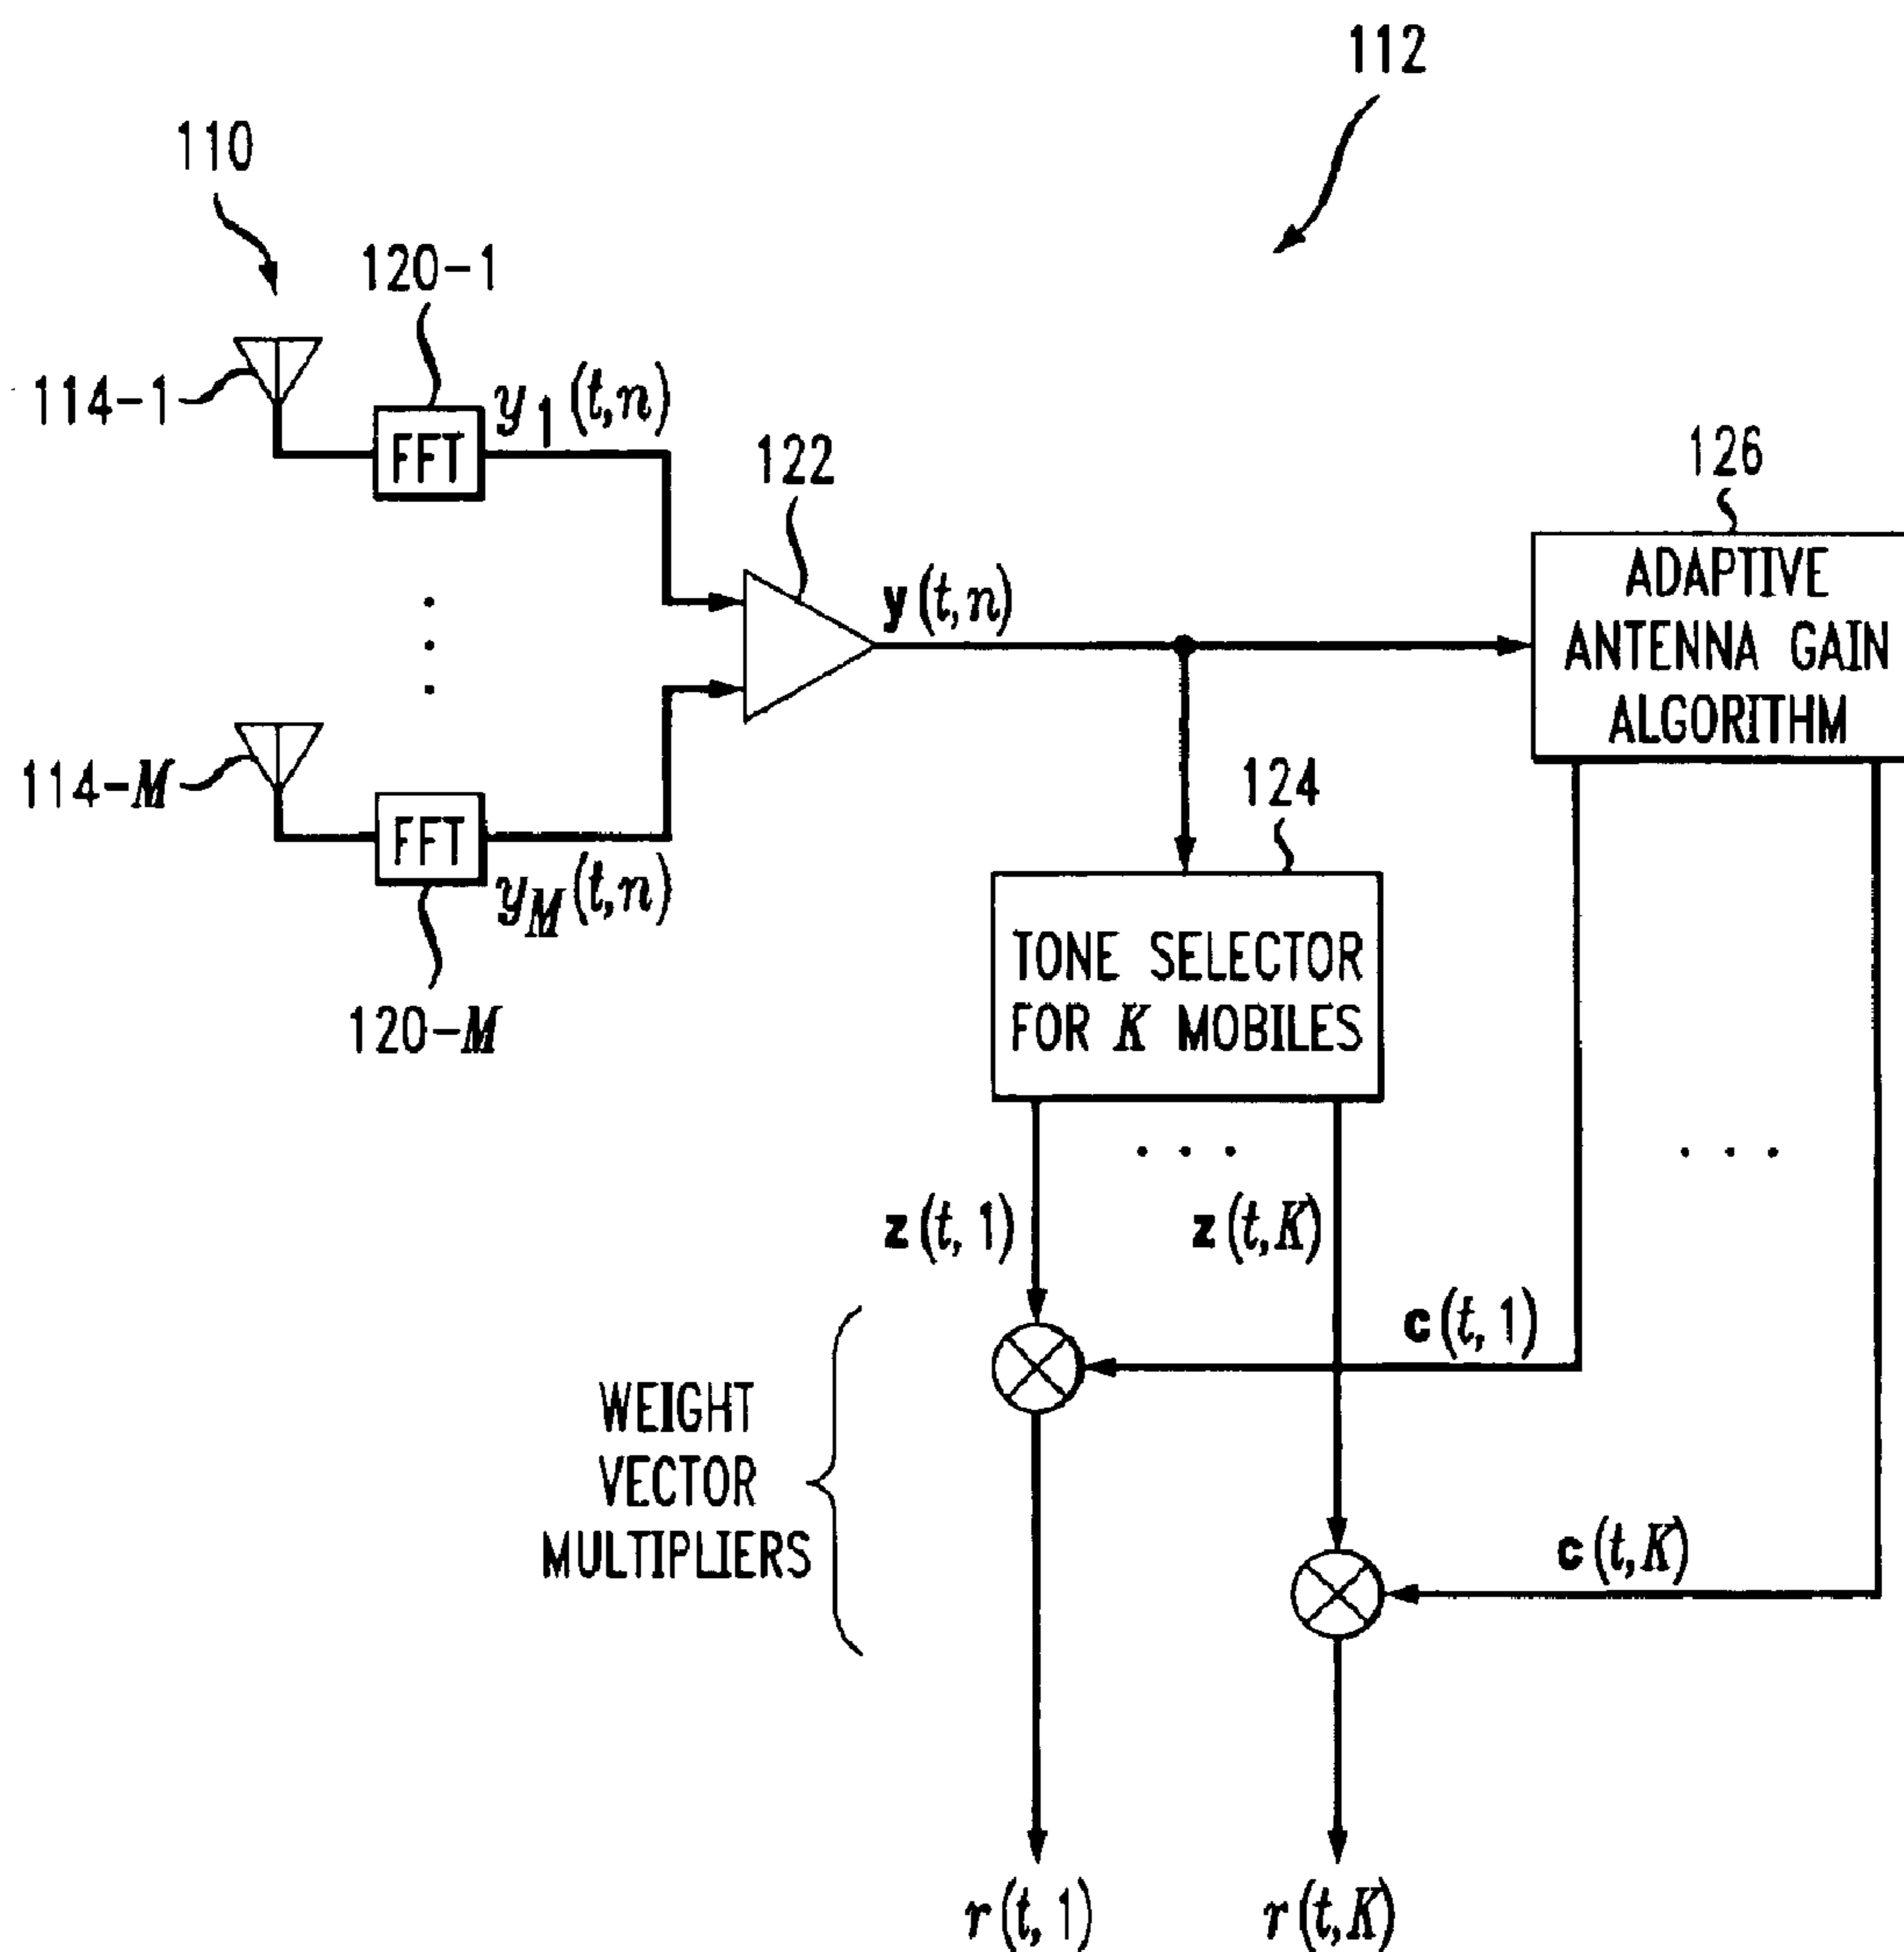 112
110
120-1
114-1
FFT
y1(t,n)
122
126
ADAPTIVE
ANTENNA GAIN
ALGORITHM
y(t,n)
114-M
FFT
yM(t,n)
120-M
124
TONE SELECTOR
FOR K MOBILES
z(t,1)
z(t,K)
c(t,1)
WEIGHT
VECTOR
MULTIPLIERS
c(t,K)
r(t,1)
r(t,K)